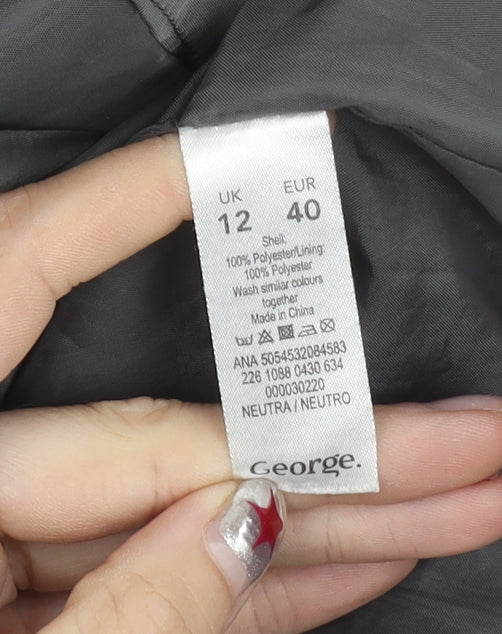 UK EUR
12 40
Shell:
100% Polyester/Lining:
100% Polyester
Wash similar colours
together
Made in China
ANA 5054532084583
226 1088 0430 634
000030220
NEUTRA / NEUTRO
George.